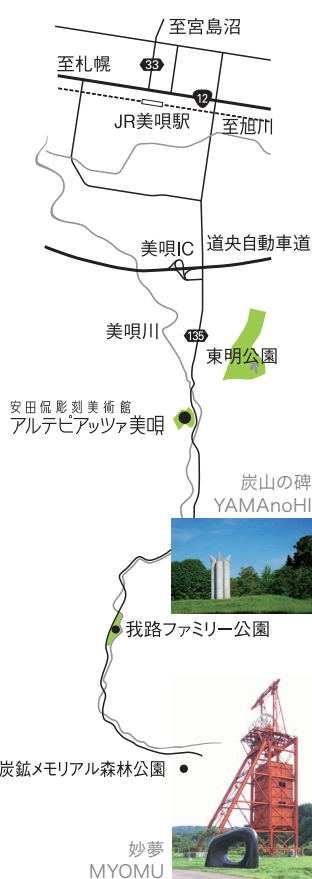 至宮島沼
至札幌
33
12
JR美唄駅
至旭川
美唄IC
道央自動車道
美唄川
135
東明公園
安田侃彫刻美術館
アルテピアッツァ美唄
炭山の碑
YAMAnoHI
我路ファミリー公園
炭鉱メモリアル森林公園
妙夢
MYOMU